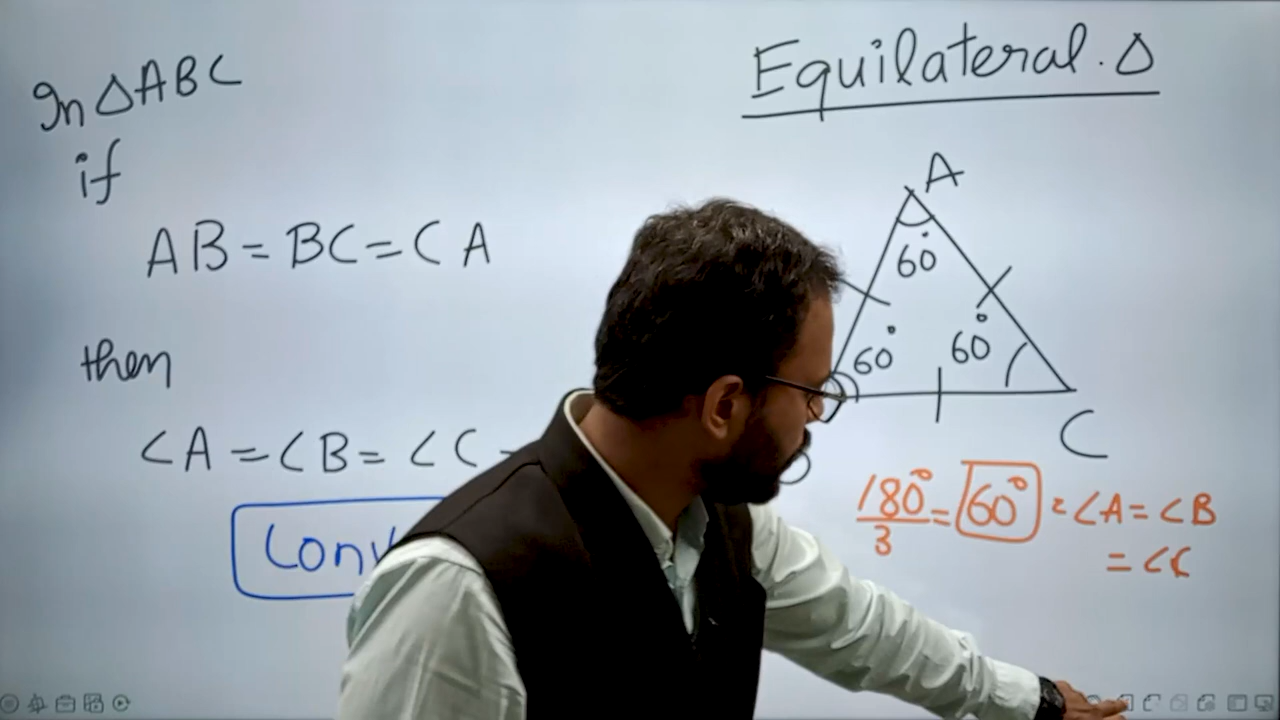 In △ABC
if
AB = BC = CA
then
∠A = ∠B = ∠C
Equilateral. △
A
60°
60°
60°
C
180°/3 = 60° = ∠A = ∠B
= ∠C